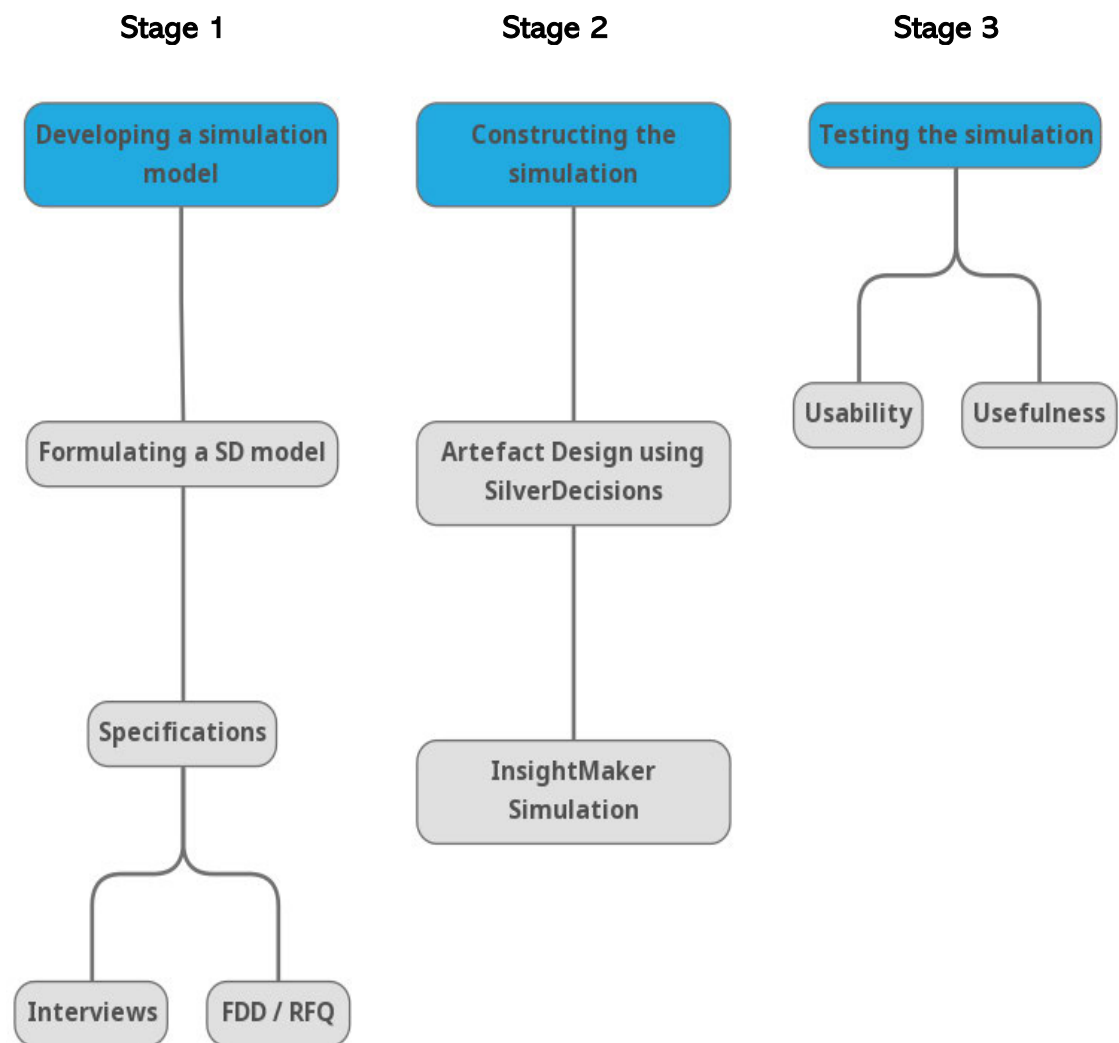 Stage 1
Stage 2
Stage 3
Developing a simulation
model
Constructing the
simulation
Testing the simulation
Formulating a SD model
Artefact Design using
SilverDecisions
Usability
Usefulness
Specifications
InsightMaker
Simulation
Interviews
FDD / RFQ